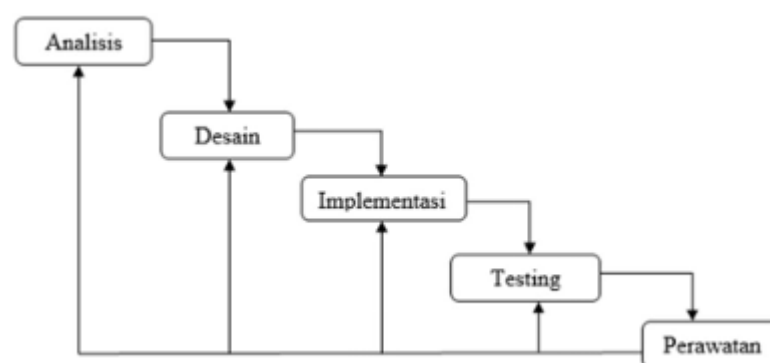 Analisis
Desain
Implementasi
Testing
Perawatan